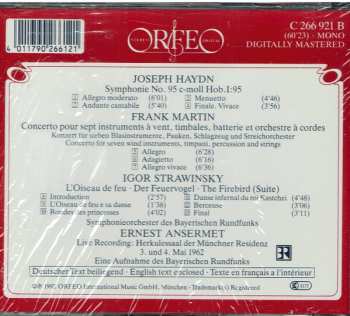 4 011790 266121
ORFEO
STEREO
DIGITAL
C 266 921 B
(60'23) · MONO
DIGITALLY MASTERED
JOSEPH HAYDN
Symphonie No. 95 c-moll Hob.I:95
1 Allegro moderato (6'01) 3 Menuetto (4'46)
2 Andante cantabile (5'40) 4 Finale. Vivace (3'56)
FRANK MARTIN
Concerto pour sept instruments à vent, timbales, batterie et orchestre à cordes
Konzert für sieben Blasinstrumente, Pauken, Schlagzeug und Streichorchester
Concerto for seven wind instruments, timpani, percussion and strings
5 Allegro (6'28)
6 Adagietto (6'16)
7 Allegro vivace (6'36)
IGOR STRAWINSKY
L'Oiseau de feu · Der Feuervogel · The Firebird (Suite)
Introduction (2'57) Danse infernal du roi Kastchei (4'48)
L'Oiseau de feu e sa danse (1'38) Berceuse (3'06)
Rondes des princesses (4'02) Final (3'11)
Symphonieorchester des Bayerischen Rundfunks
ERNEST ANSERMET
Live Recording: Herkulessaal der Münchner Residenz
3. und 4. Mai 1962
Eine Aufnahme des Bayerischen Rundfunks
R
Deutscher Text beiliegend · English text enclosed · Texte en français a l'intérieur
ORFEO International Music GmbH, München · Trademark(s) Registered